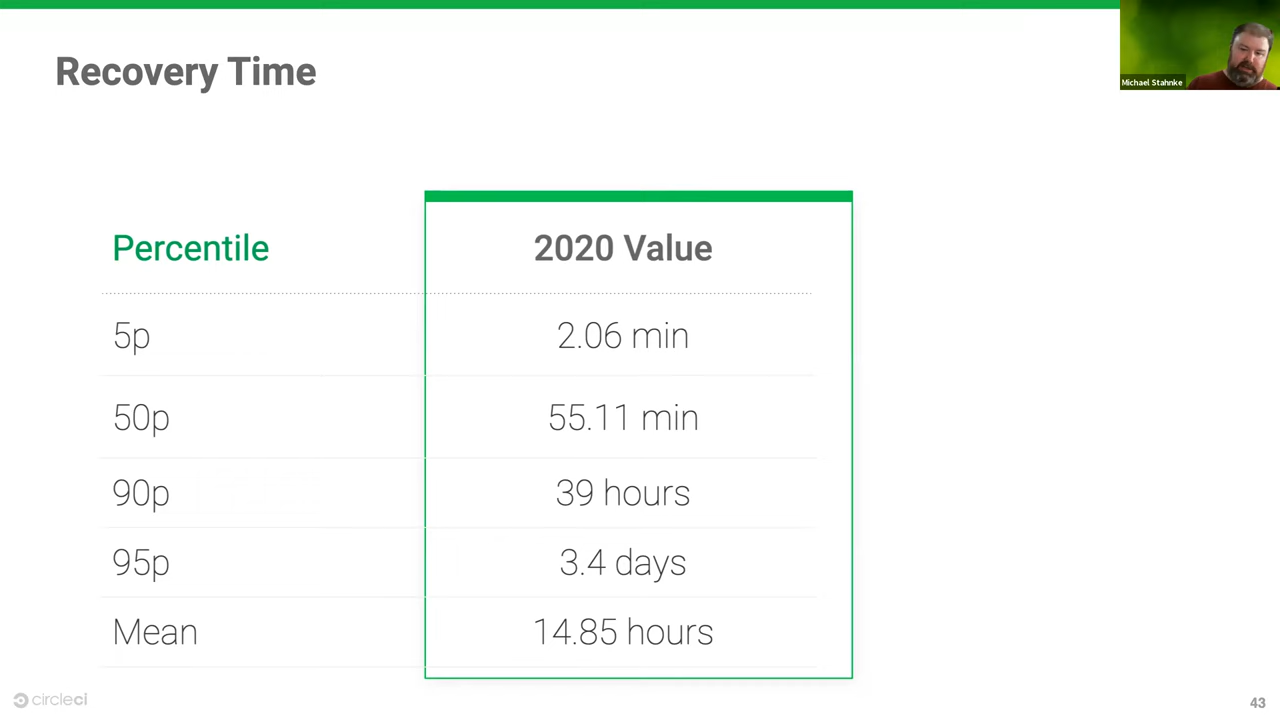 Recovery Time
Michael Stahnke
Percentile 2020 Value
5p 2.06 min
50p 55.11 min
90p 39 hours
95p 3.4 days
Mean 14.85 hours
circleci
43